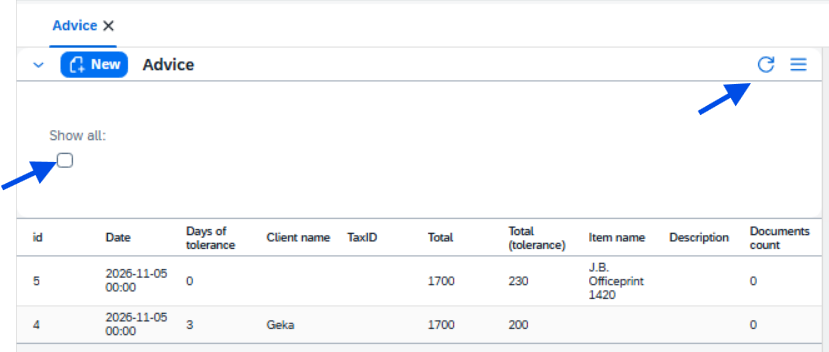 Advice
New Advice
Show all:
id Date Days of tolerance Client name TaxID Total Total (tolerance) Item name Description Documents count
5 2026-11-05 00:00 0 1700 230 J.B. Officeprint 1420 0
4 2026-11-05 00:00 3 Geka 1700 200 0